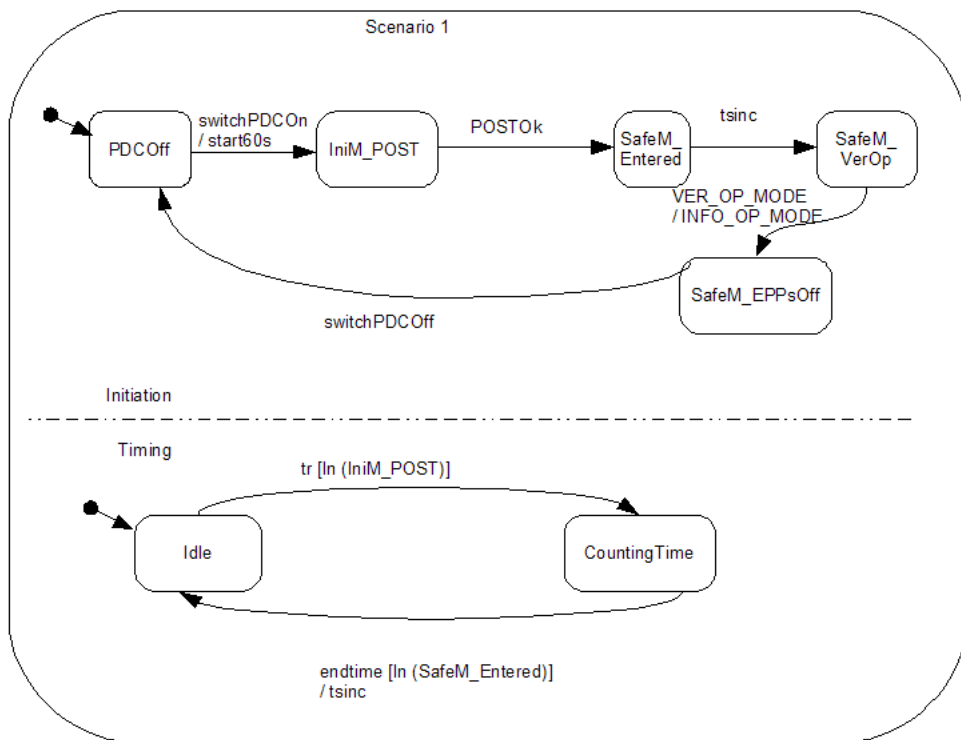 Scenario 1
switchPDCOn
/ start60s
PDCOff
IniM_POST
POSTOk
SafeM_
Entered
tsinc
SafeM_
VerOp
VER_OP_MODE
/ INFO_OP_MODE
SafeM_EPPsOff
switchPDCOff
Initiation
Timing
tr [In (IniM_POST)]
Idle
CountingTime
endtime [In (SafeM_Entered)]
/ tsinc